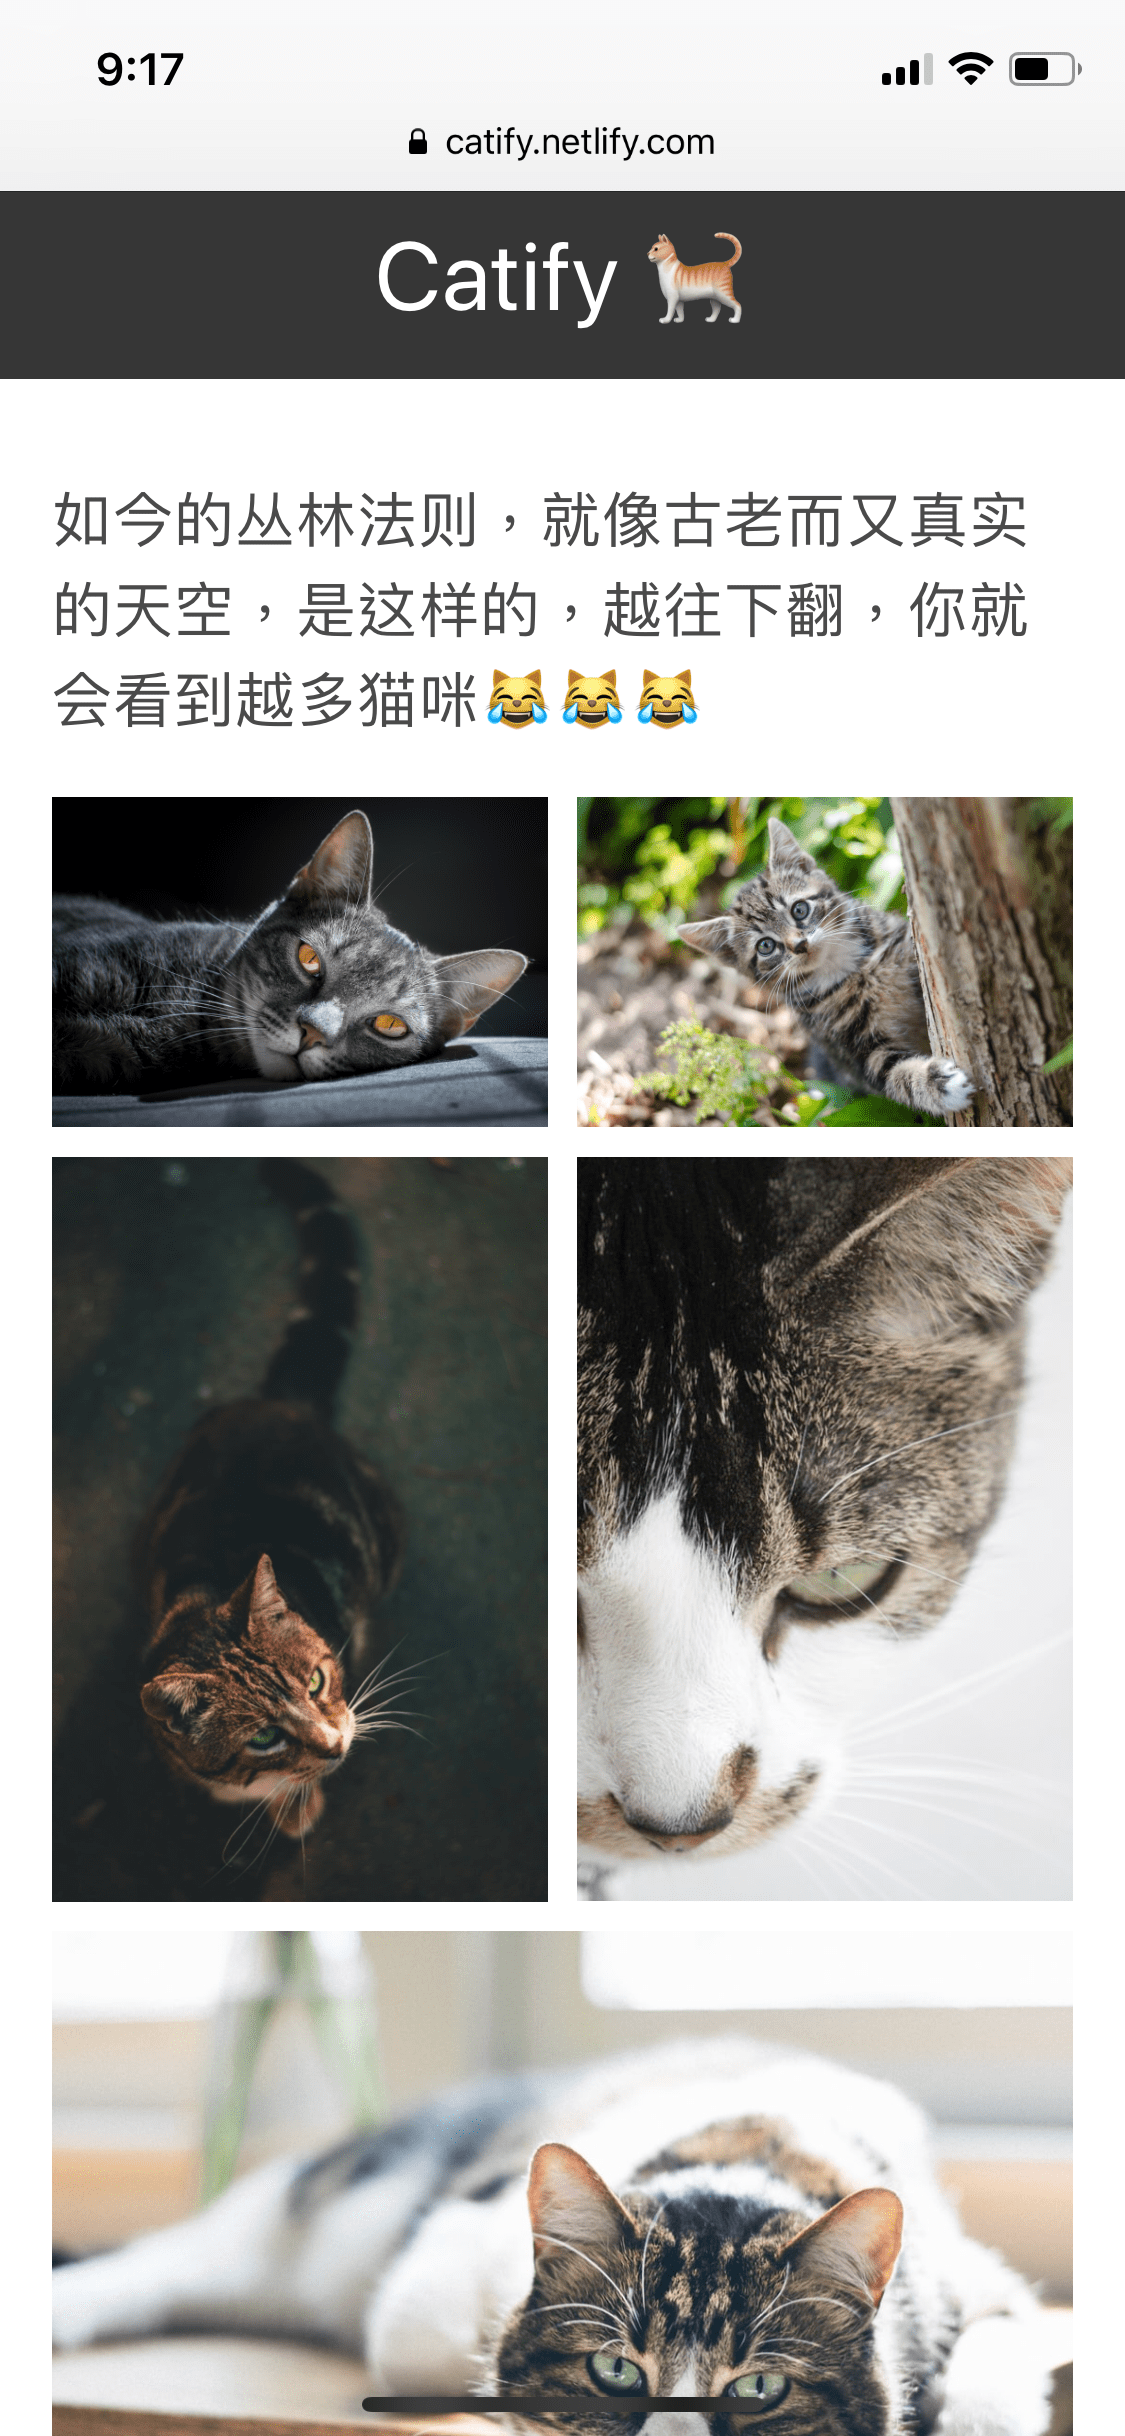 9:17
catify.netlify.com
Catify 🐈
如今的丛林法则，就像古老而又真实
的天空，是这样的，越往下翻，你就
会看到越多猫咪😹😹😹